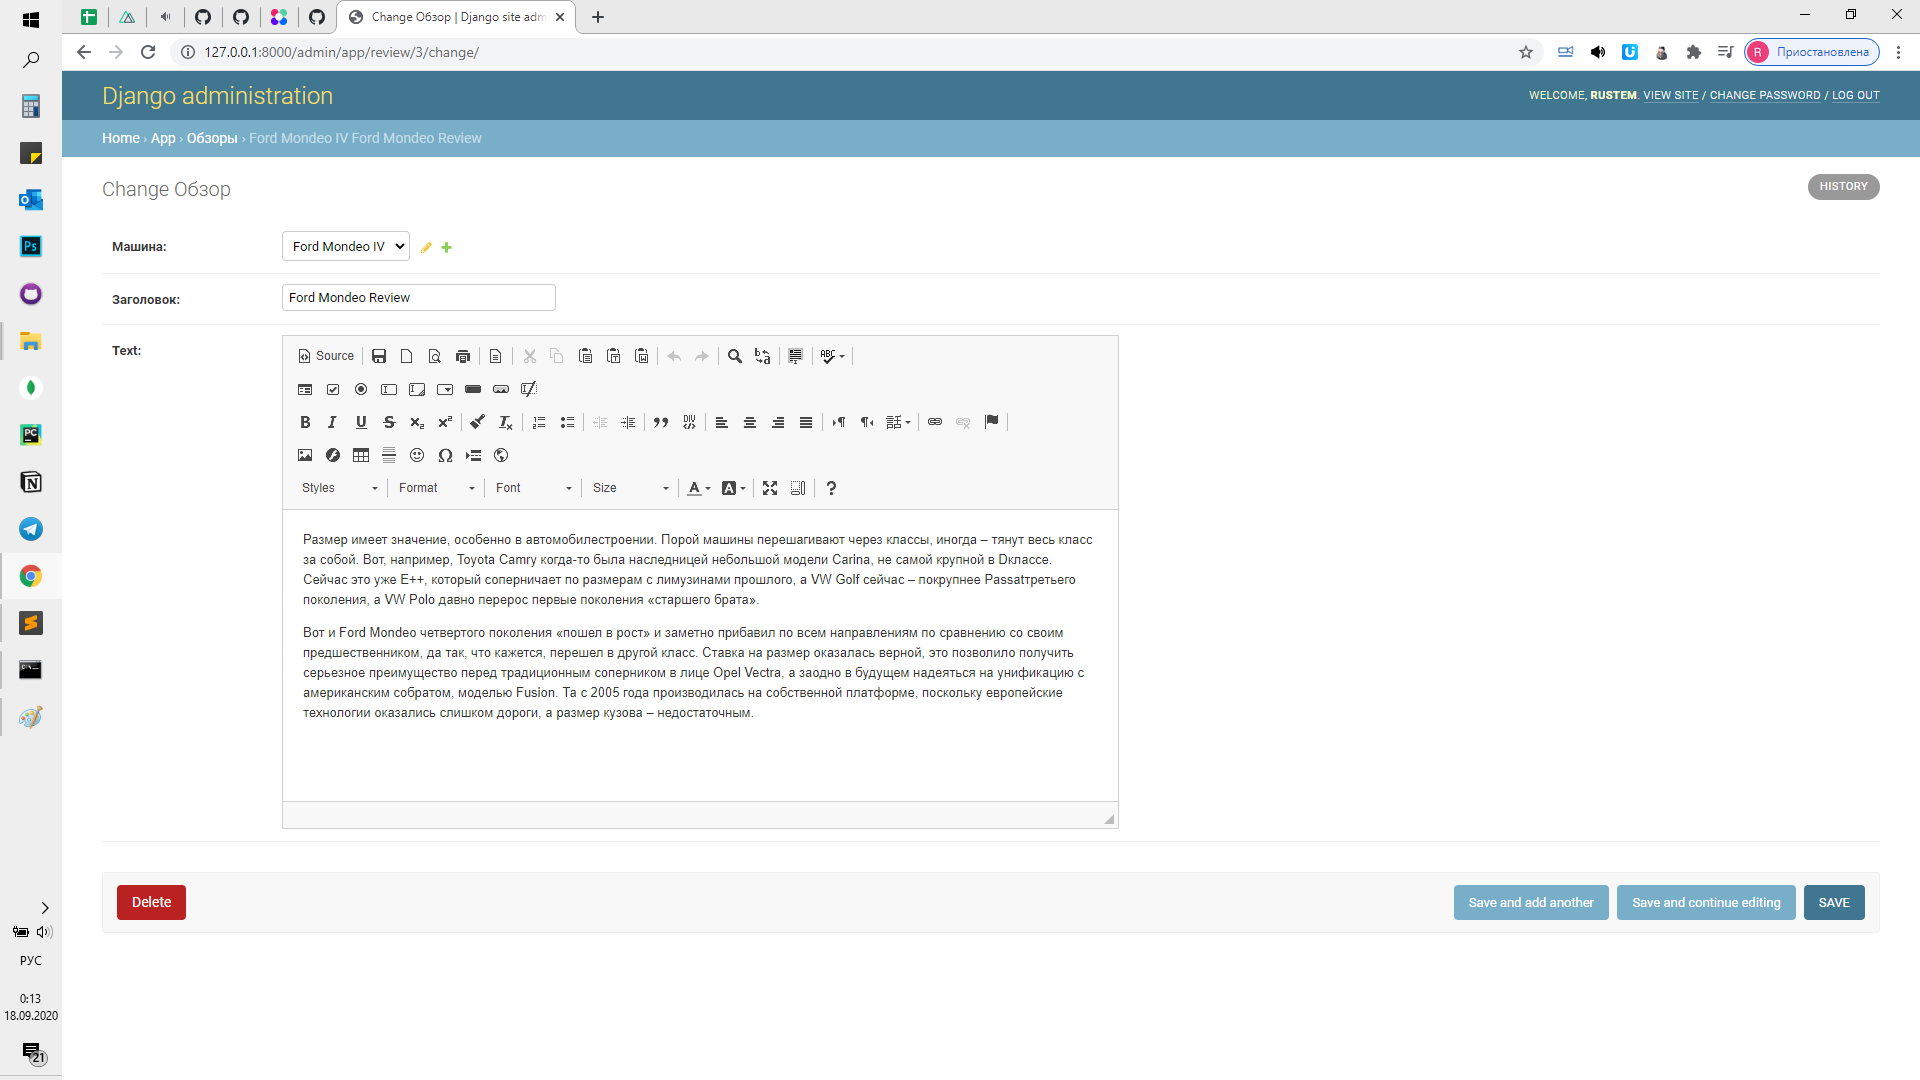 Change Обзор | Django site adm
127.0.0.1:8000/admin/app/review/3/change/
R Приостановлена
Django administration
WELCOME, RUSTEM. VIEW SITE / CHANGE PASSWORD / LOG OUT
Home › App › Обзоры › Ford Mondeo IV Ford Mondeo Review
Change Обзор
HISTORY
Машина:
Ford Mondeo IV
Заголовок:
Ford Mondeo Review
Text:
Source
Styles
Format
Font
Size
Размер имеет значение, особенно в автомобилестроении. Порой машины перешагивают через классы, иногда – тянут весь класс
за собой. Вот, например, Toyota Camry когда-то была наследницей небольшой модели Carina, не самой крупной в Dклассе.
Сейчас это уже E++, который соперничает по размерам с лимузинами прошлого, а VW Golf сейчас – покрупнее Passatтретьего
поколения, а VW Polo давно перерос первые поколения «старшего брата».
Вот и Ford Mondeo четвертого поколения «пошел в рост» и заметно прибавил по всем направлениям по сравнению со своим
предшественником, да так, что кажется, перешел в другой класс. Ставка на размер оказалась верной, это позволило получить
серьезное преимущество перед традиционным соперником в лице Opel Vectra, а заодно в будущем надеяться на унификацию с
американским собратом, моделью Fusion. Та с 2005 года производилась на собственной платформе, поскольку европейские
технологии оказались слишком дороги, а размер кузова – недостаточным.
Delete
Save and add another
Save and continue editing
SAVE
РУС
0:13
18.09.2020
21